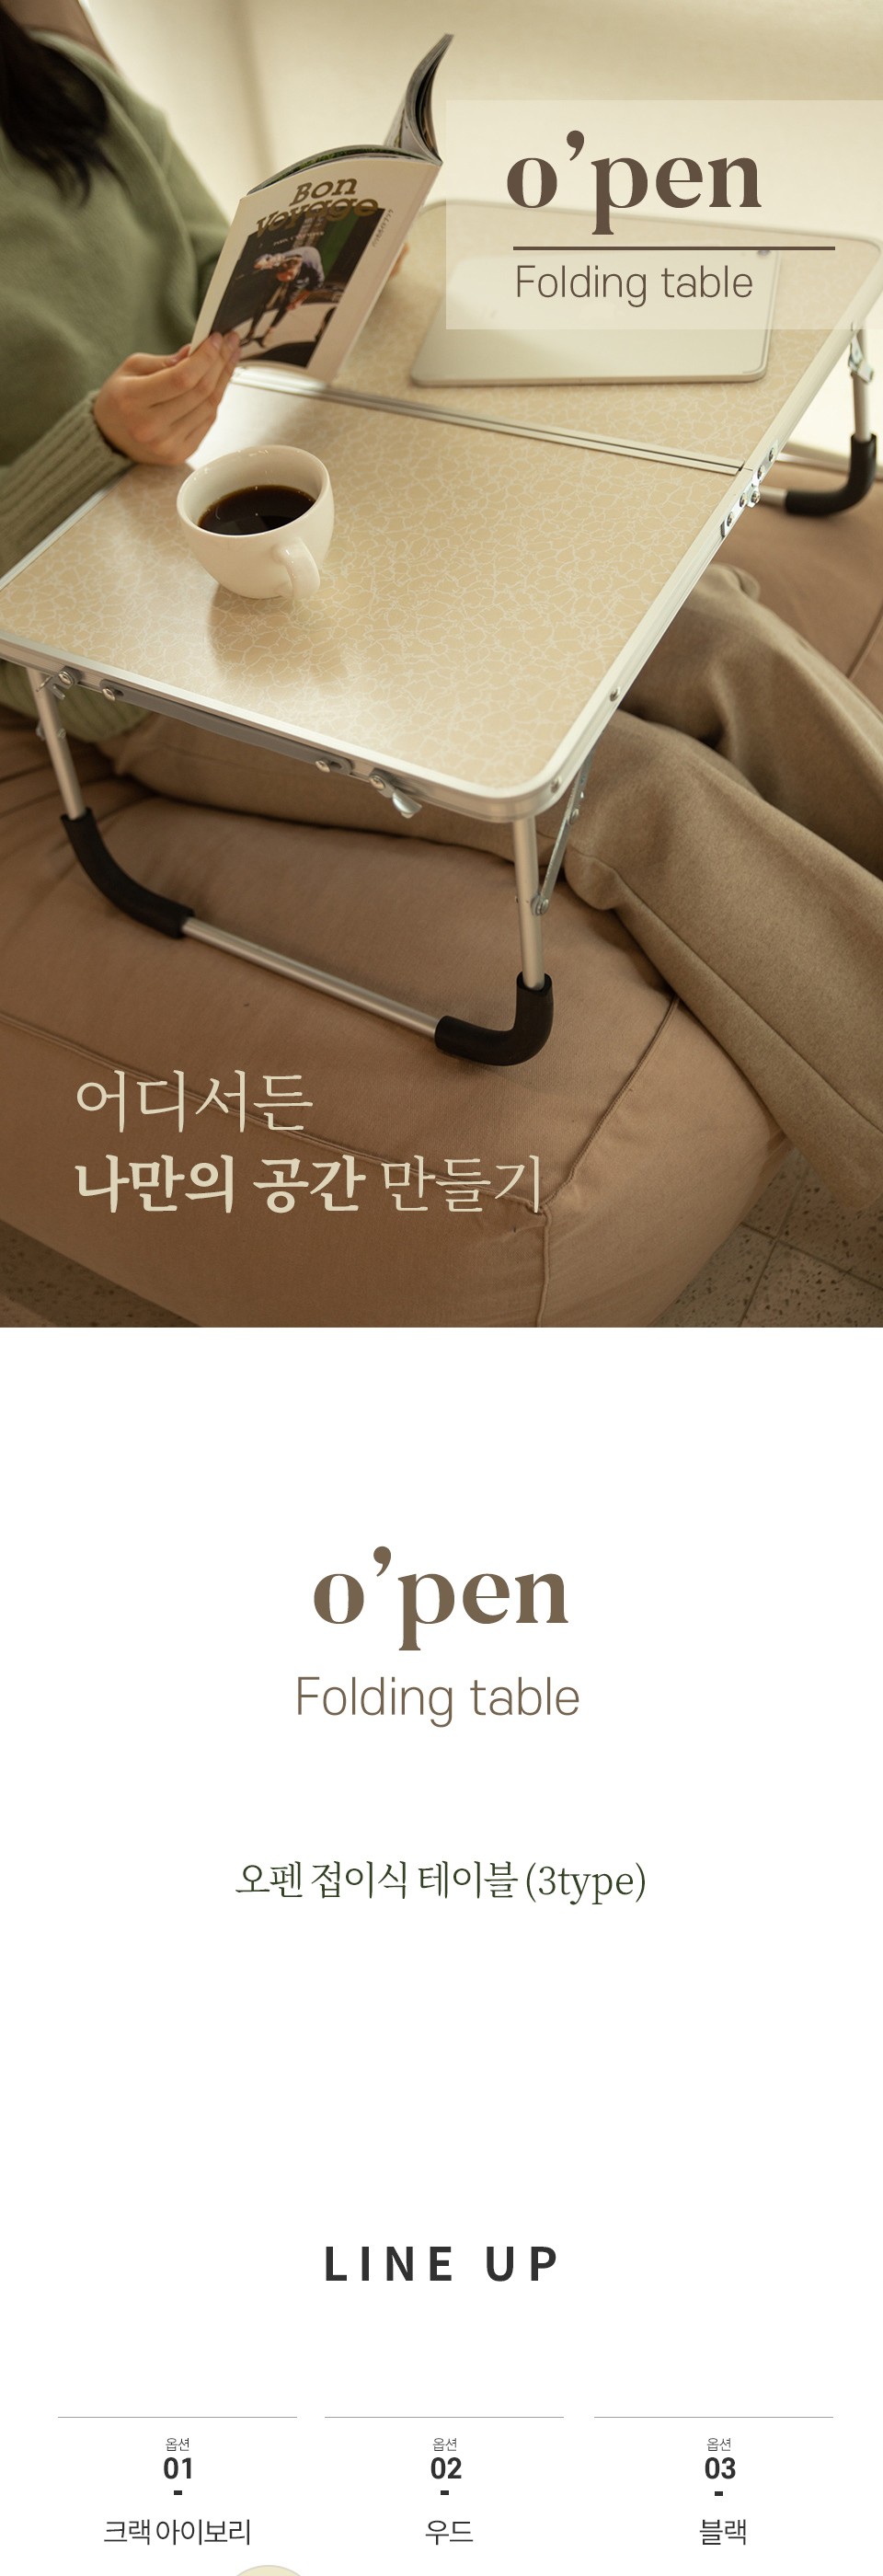 Bon
Voyage
o’pen
Folding table
어디서든
나만의 공간 만들기
o’pen
Folding table
오펜 접이식 테이블 (3type)
LINE UP
옵션
01
크랙 아이보리
옵션
02
우드
옵션
03
블랙